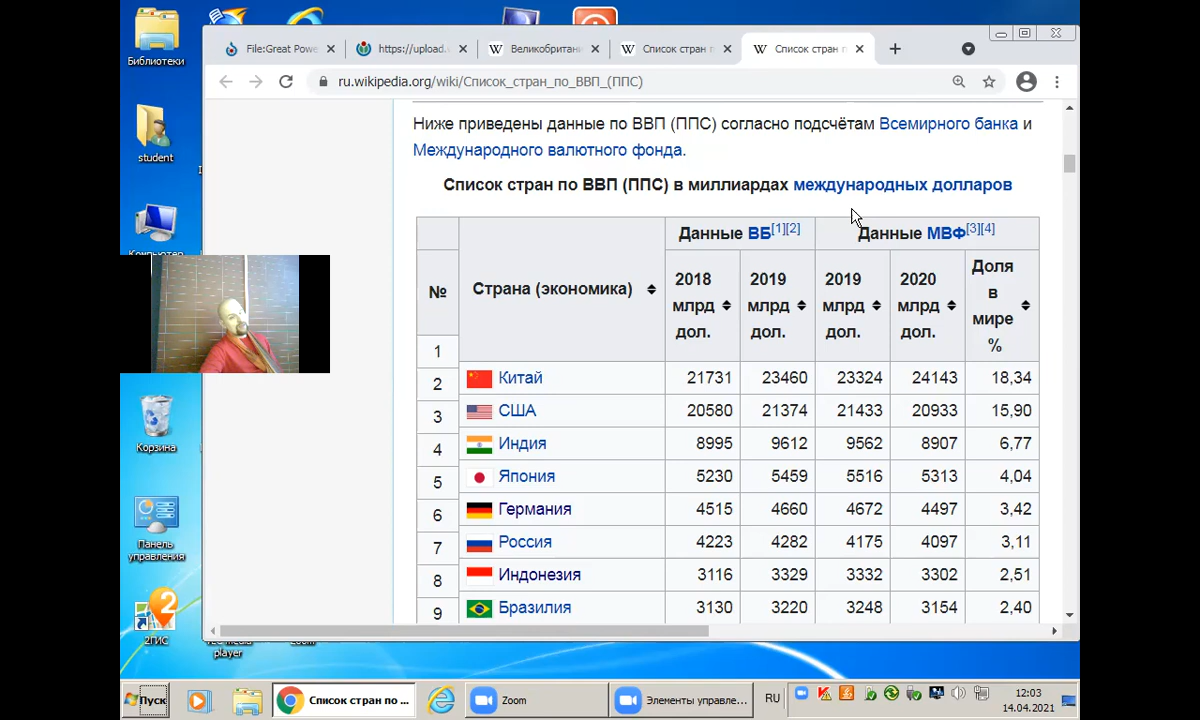 Библиотеки
student
Компьютер
Корзина
Панель
управления
2ГИС
player
File:Great Powe
https://upload.
Великобритан
Список стран п
Список стран п
ru.wikipedia.org/wiki/Список_стран_по_ВВП_(ППС)
Ниже приведены данные по ВВП (ППС) согласно подсчётам Всемирного банка и
Международного валютного фонда.
Список стран по ВВП (ППС) в миллиардах международных долларов
№ Страна (экономика) Данные ВБ[1][2] Данные МВФ[3][4]
2018 2019 2019 2020 Доля
млрд млрд млрд млрд в
дол. дол. дол. дол. мире
%
1
2 Китай 21731 23460 23324 24143 18,34
3 США 20580 21374 21433 20933 15,90
4 Индия 8995 9612 9562 8907 6,77
5 Япония 5230 5459 5516 5313 4,04
6 Германия 4515 4660 4672 4497 3,42
7 Россия 4223 4282 4175 4097 3,11
8 Индонезия 3116 3329 3332 3302 2,51
9 Бразилия 3130 3220 3248 3154 2,40
Пуск
Список стран по ...
Zoom
Элементы управле...
RU
12:03
14.04.2021